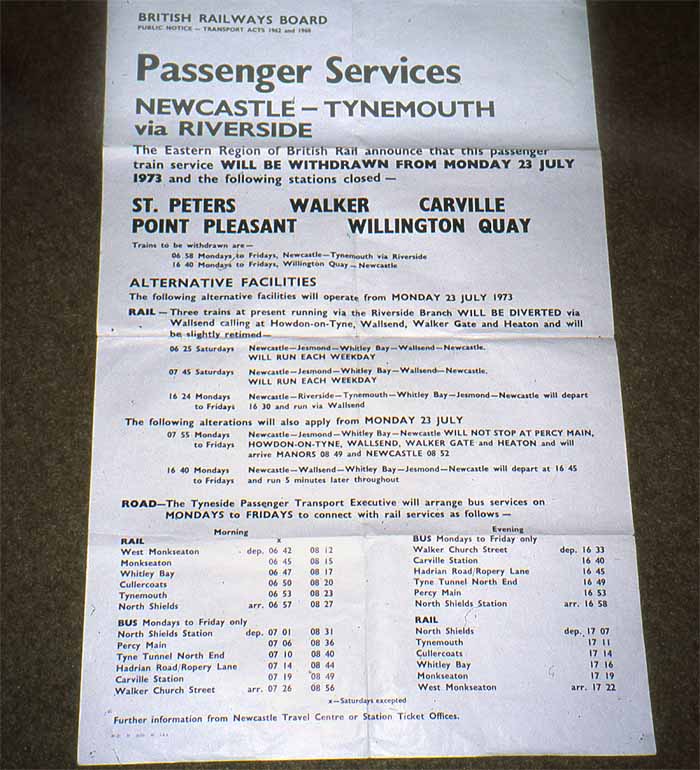 BRITISH RAILWAYS BOARD
PUBLIC NOTICE — TRANSPORT ACTS 1962 and 1968
Passenger Services
NEWCASTLE – TYNEMOUTH
via RIVERSIDE
The Eastern Region of British Rail announce that this passenger
train service WILL BE WITHDRAWN FROM MONDAY 23 JULY
1973 and the following stations closed —
ST. PETERS WALKER CARVILLE
POINT PLEASANT WILLINGTON QUAY
Trains to be withdrawn are—
06 58 Mondays to Fridays, Newcastle—Tynemouth via Riverside
16 40 Mondays to Fridays, Willington Quay—Newcastle
ALTERNATIVE FACILITIES
The following alternative facilities will operate from MONDAY 23 JULY 1973
RAIL — Three trains at present running via the Riverside Branch WILL BE DIVERTED via
Wallsend calling at Howdon-on-Tyne, Wallsend, Walker Gate and Heaton and will
be slightly retimed—
06 25 Saturdays Newcastle—Jesmond—Whitley Bay—Wallsend—Newcastle.
WILL RUN EACH WEEKDAY
07 45 Saturdays Newcastle—Jesmond—Whitley Bay—Wallsend—Newcastle.
WILL RUN EACH WEEKDAY
16 24 Mondays Newcastle—Riverside—Tynemouth—Whitley Bay—Jesmond—Newcastle will depart
to Fridays 16 30 and run via Wallsend
The following alterations will also apply from MONDAY 23 JULY
07 55 Mondays Newcastle—Jesmond—Whitley Bay—Newcastle WILL NOT STOP AT PERCY MAIN,
to Fridays HOWDON-ON-TYNE, WALLSEND, WALKER GATE and HEATON and will
arrive MANORS 08 49 and NEWCASTLE 08 52
16 40 Mondays Newcastle—Wallsend—Whitley Bay—Jesmond—Newcastle will depart at 16 45
to Fridays and run 5 minutes later throughout
ROAD—The Tyneside Passenger Transport Executive will arrange bus services on
MONDAYS to FRIDAYS to connect with rail services as follows —
Morning
RAIL x
West Monkseaton dep. 06 42 08 12
Monkseaton 06 45 08 15
Whitley Bay 06 47 08 17
Cullercoats 06 50 08 20
Tynemouth 06 53 08 23
North Shields arr. 06 57 08 27
BUS Mondays to Friday only
North Shields Station dep. 07 01 08 31
Percy Main 07 06 08 36
Tyne Tunnel North End 07 10 08 40
Hadrian Road/Ropery Lane 07 14 08 44
Carville Station 07 19 08 49
Walker Church Street arr. 07 26 08 56
Evening
BUS Mondays to Friday only
Walker Church Street dep. 16 33
Carville Station 16 40
Hadrian Road/Ropery Lane 16 45
Tyne Tunnel North End 16 49
Percy Main 16 53
North Shields Station arr. 16 58
RAIL
North Shields dep. 17 07
Tynemouth 17 11
Cullercoats 17 14
Whitley Bay 17 16
Monkseaton 17 19
West Monkseaton arr. 17 22
x—Saturdays excepted
Further information from Newcastle Travel Centre or Station Ticket Offices.